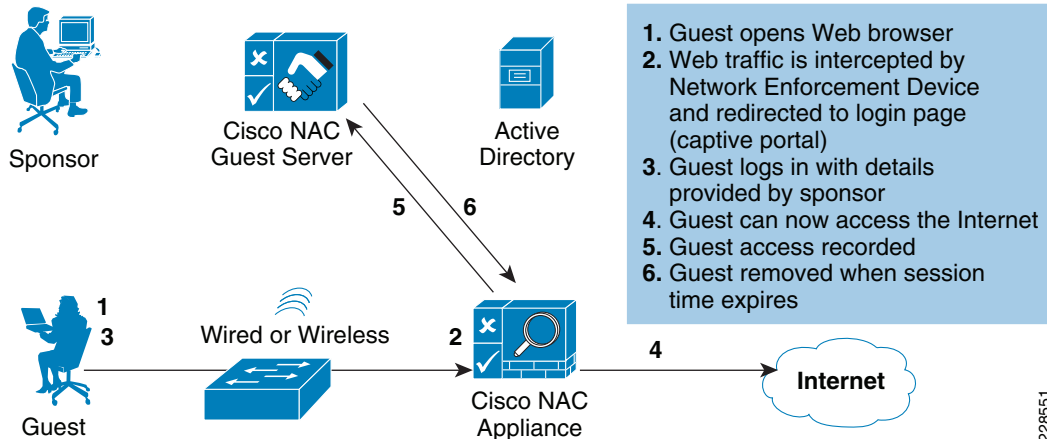 Sponsor
Cisco NAC
Guest Server
Active
Directory
1. Guest opens Web browser
2. Web traffic is intercepted by
Network Enforcement Device
and redirected to login page
(captive portal)
3. Guest logs in with details
provided by sponsor
4. Guest can now access the Internet
5. Guest access recorded
6. Guest removed when session
time expires
5
6
1
3
Guest
Wired or Wireless
2
Cisco NAC
Appliance
4
Internet
228551